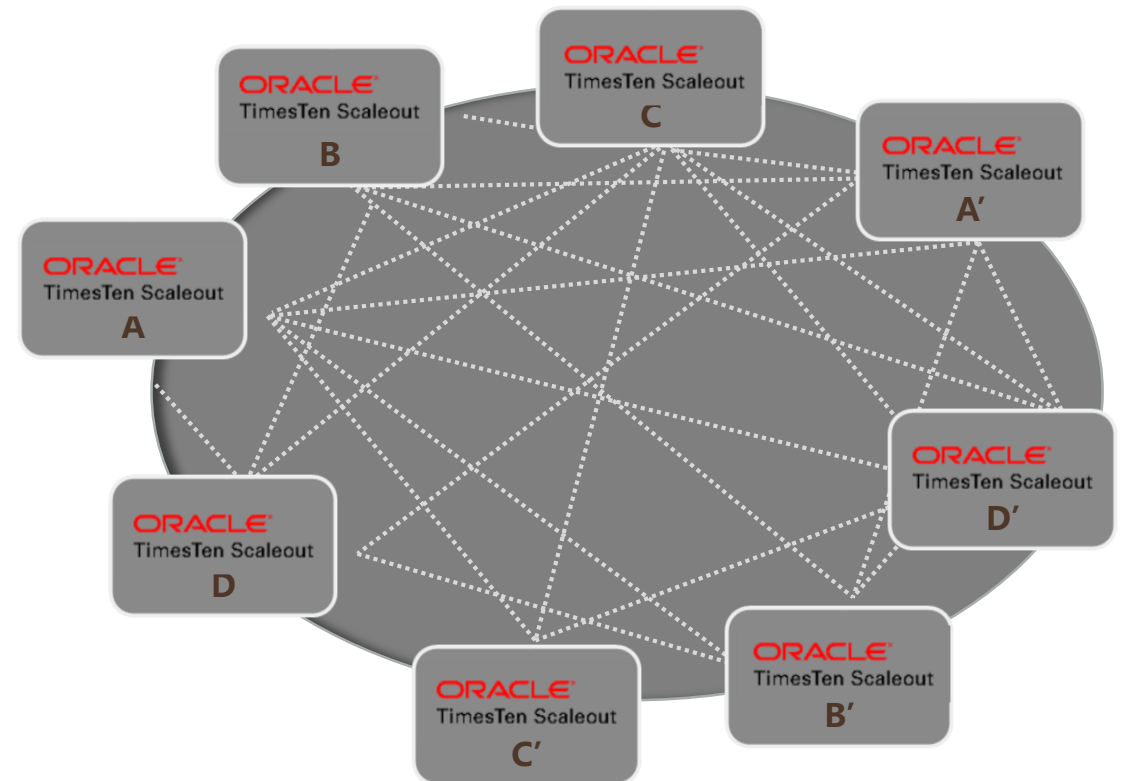 ORACLE®
TimesTen Scaleout
C
ORACLE®
TimesTen Scaleout
B
ORACLE®
TimesTen Scaleout
A′
ORACLE®
TimesTen Scaleout
A
ORACLE®
TimesTen Scaleout
D′
ORACLE®
TimesTen Scaleout
D
ORACLE®
TimesTen Scaleout
B′
ORACLE®
TimesTen Scaleout
C′